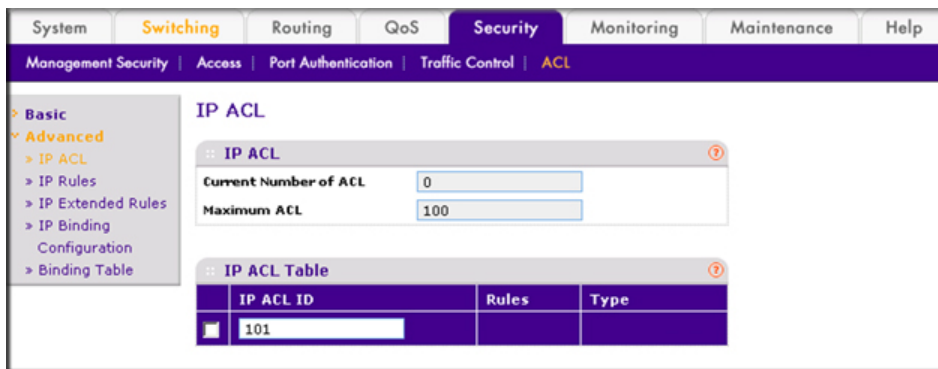 System Switching Routing QoS Security Monitoring Maintenance Help
Management Security | Access | Port Authentication | Traffic Control | ACL
Basic
Advanced
» IP ACL
» IP Rules
» IP Extended Rules
» IP Binding
Configuration
» Binding Table
IP ACL
:: IP ACL ?
Current Number of ACL 0
Maximum ACL 100
:: IP ACL Table ?
IP ACL ID Rules Type
101